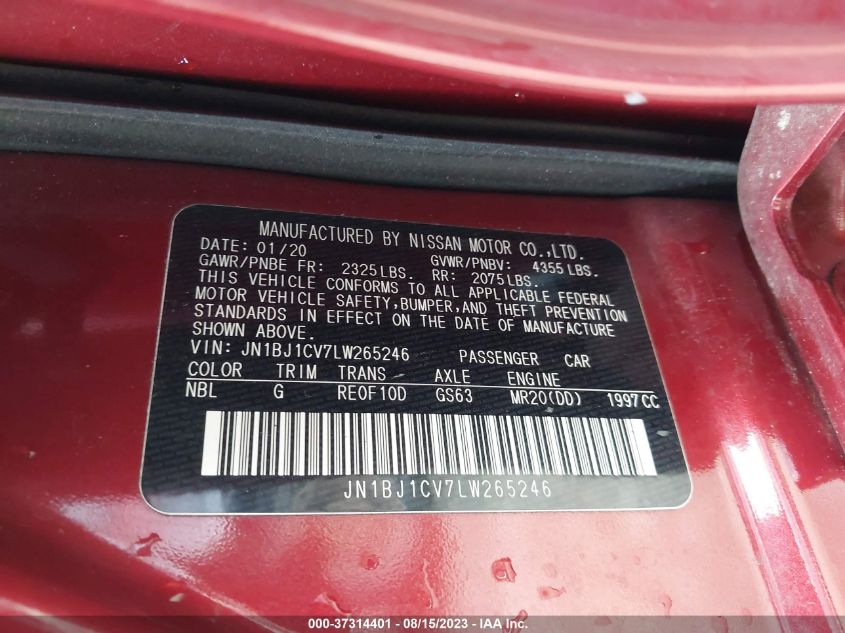 MANUFACTURED BY NISSAN MOTOR CO.,LTD.
DATE: 01/20 GVWR/PNBV: 4355LBS.
GAWR/PNBE FR: 2325LBS. RR: 2075LBS.
THIS VEHICLE CONFORMS TO ALL APPLICABLE FEDERAL
MOTOR VEHICLE SAFETY,BUMPER,AND THEFT PREVENTION
STANDARDS IN EFFECT ON THE DATE OF MANUFACTURE
SHOWN ABOVE.
VIN: JN1BJ1CV7LW265246 PASSENGER CAR
COLOR TRIM TRANS AXLE ENGINE
NBL G RE0F10D GS63 MR20(DD) 1997CC
JN1BJ1CV7LW265246
000-37314401 - 08/15/2023 - IAA Inc.